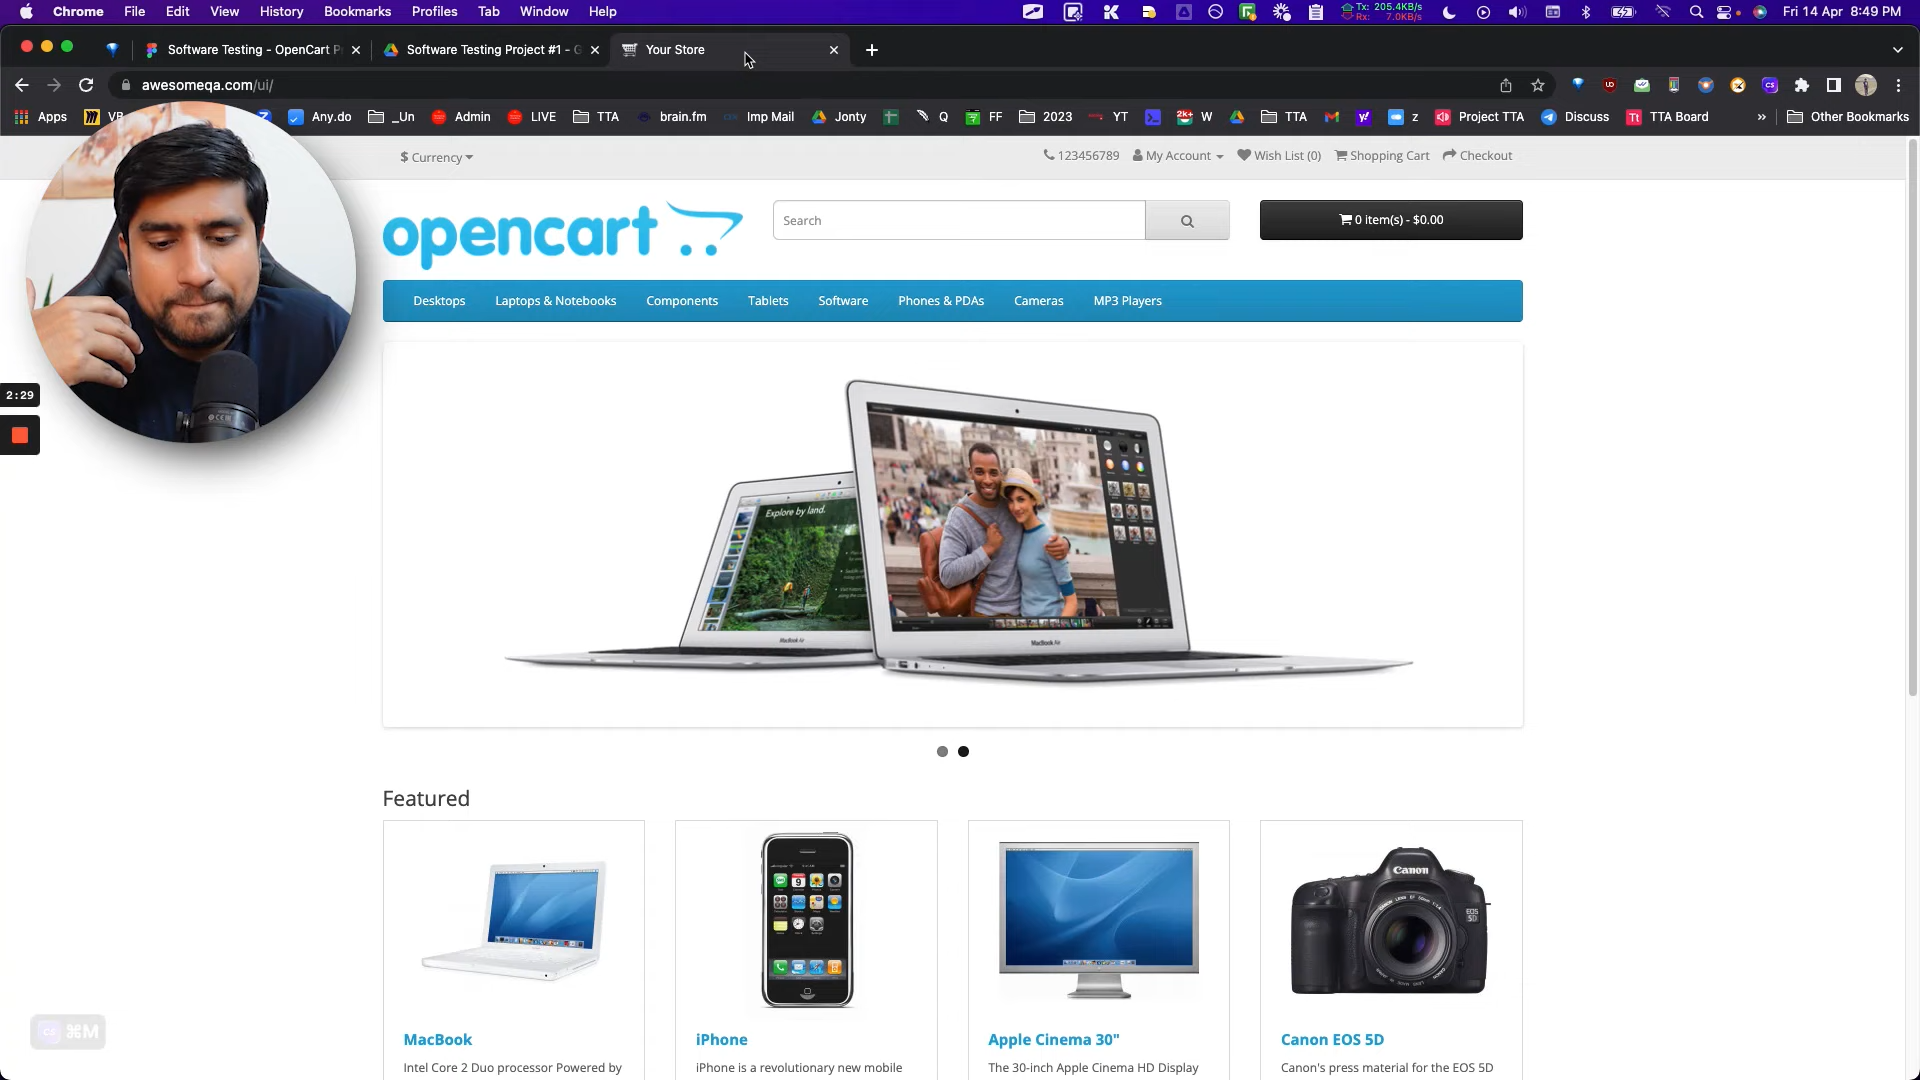 Chrome File Edit View History Bookmarks Profiles Tab Window Help Tx: 205.4KB/s Rx: 7.0KB/s Fri 14 Apr 8:49 PM
Software Testing - OpenCart P Software Testing Project #1 - G Your Store
awesomeqa.com/ui/
Apps VB Any.do _Un Admin LIVE TTA brain.fm Imp Mail Jonty Q FF 2023 YT W TTA z Project TTA Discuss TTA Board » Other Bookmarks
$ Currency 123456789 My Account Wish List (0) Shopping Cart Checkout
opencart Search 0 item(s) - $0.00
Desktops Laptops & Notebooks Components Tablets Software Phones & PDAs Cameras MP3 Players
2:29
Explore by land.
MacBook Air
MacBook Air
Featured
Canon
EOS 5D
⌘M
MacBook iPhone Apple Cinema 30" Canon EOS 5D
Intel Core 2 Duo processor Powered by iPhone is a revolutionary new mobile The 30-inch Apple Cinema HD Display Canon's press material for the EOS 5D